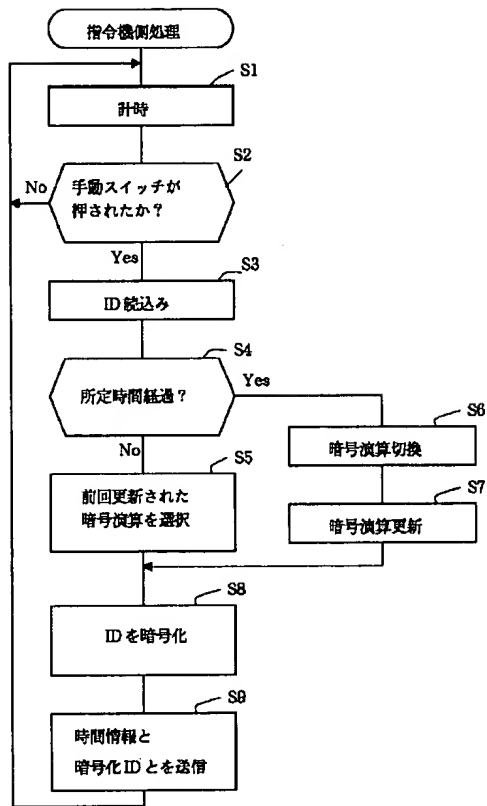 指令機側処理
S1
計時
S2
手動スイッチが
押されたか？
No
Yes
S3
ID 読込み
S4
所定時間経過？
Yes
No
S5
前回更新された
暗号演算を選択
S6
暗号演算切換
S7
暗号演算更新
S8
IDを暗号化
S9
時間情報と
暗号化IDとを送信